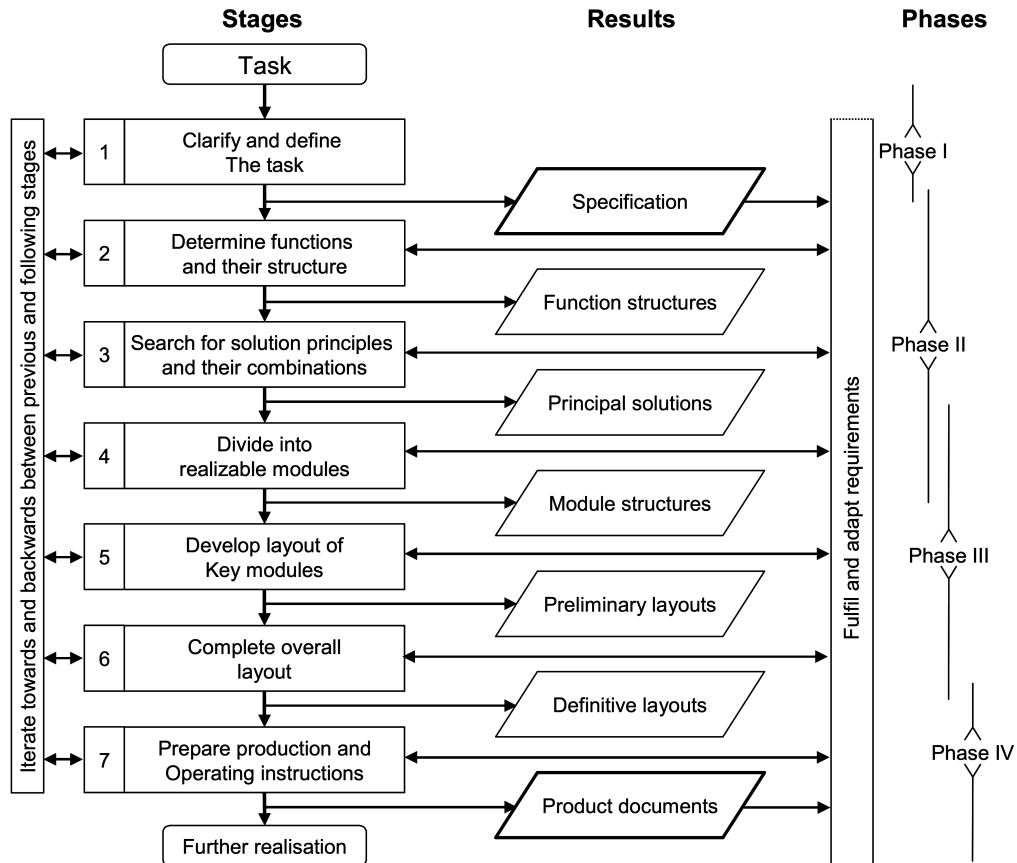 Stages
Results
Phases
Task
Iterate towards and backwards between previous and following stages
1
Clarify and define
The task
Phase I
Specification
2
Determine functions
and their structure
Function structures
3
Search for solution principles
and their combinations
Phase II
Principal solutions
Fulfil and adapt requirements
4
Divide into
realizable modules
Module structures
5
Develop layout of
Key modules
Phase III
Preliminary layouts
6
Complete overall
layout
Definitive layouts
7
Prepare production and
Operating instructions
Phase IV
Product documents
Further realisation